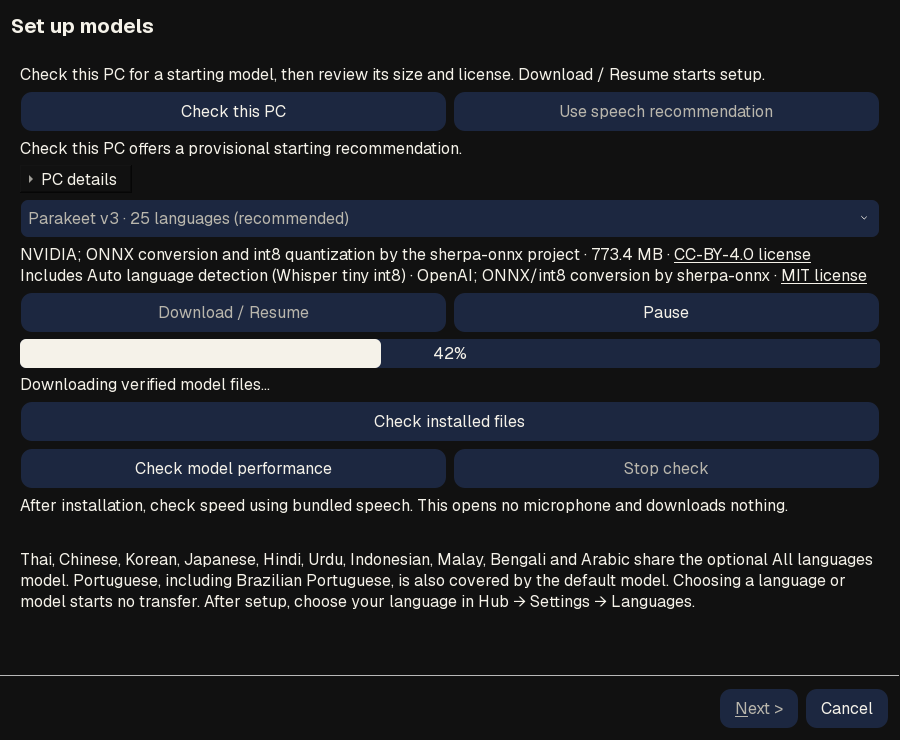 Set up models
Check this PC for a starting model, then review its size and license. Download / Resume starts setup.
Check this PC
Use speech recommendation
Check this PC offers a provisional starting recommendation.
PC details
Parakeet v3 · 25 languages (recommended)
NVIDIA; ONNX conversion and int8 quantization by the sherpa-onnx project · 773.4 MB · CC-BY-4.0 license
Includes Auto language detection (Whisper tiny int8) · OpenAI; ONNX/int8 conversion by sherpa-onnx · MIT license
Download / Resume
Pause
42%
Downloading verified model files...
Check installed files
Check model performance
Stop check
After installation, check speed using bundled speech. This opens no microphone and downloads nothing.
Thai, Chinese, Korean, Japanese, Hindi, Urdu, Indonesian, Malay, Bengali and Arabic share the optional All languages
model. Portuguese, including Brazilian Portuguese, is also covered by the default model. Choosing a language or
model starts no transfer. After setup, choose your language in Hub → Settings → Languages.
Next >
Cancel